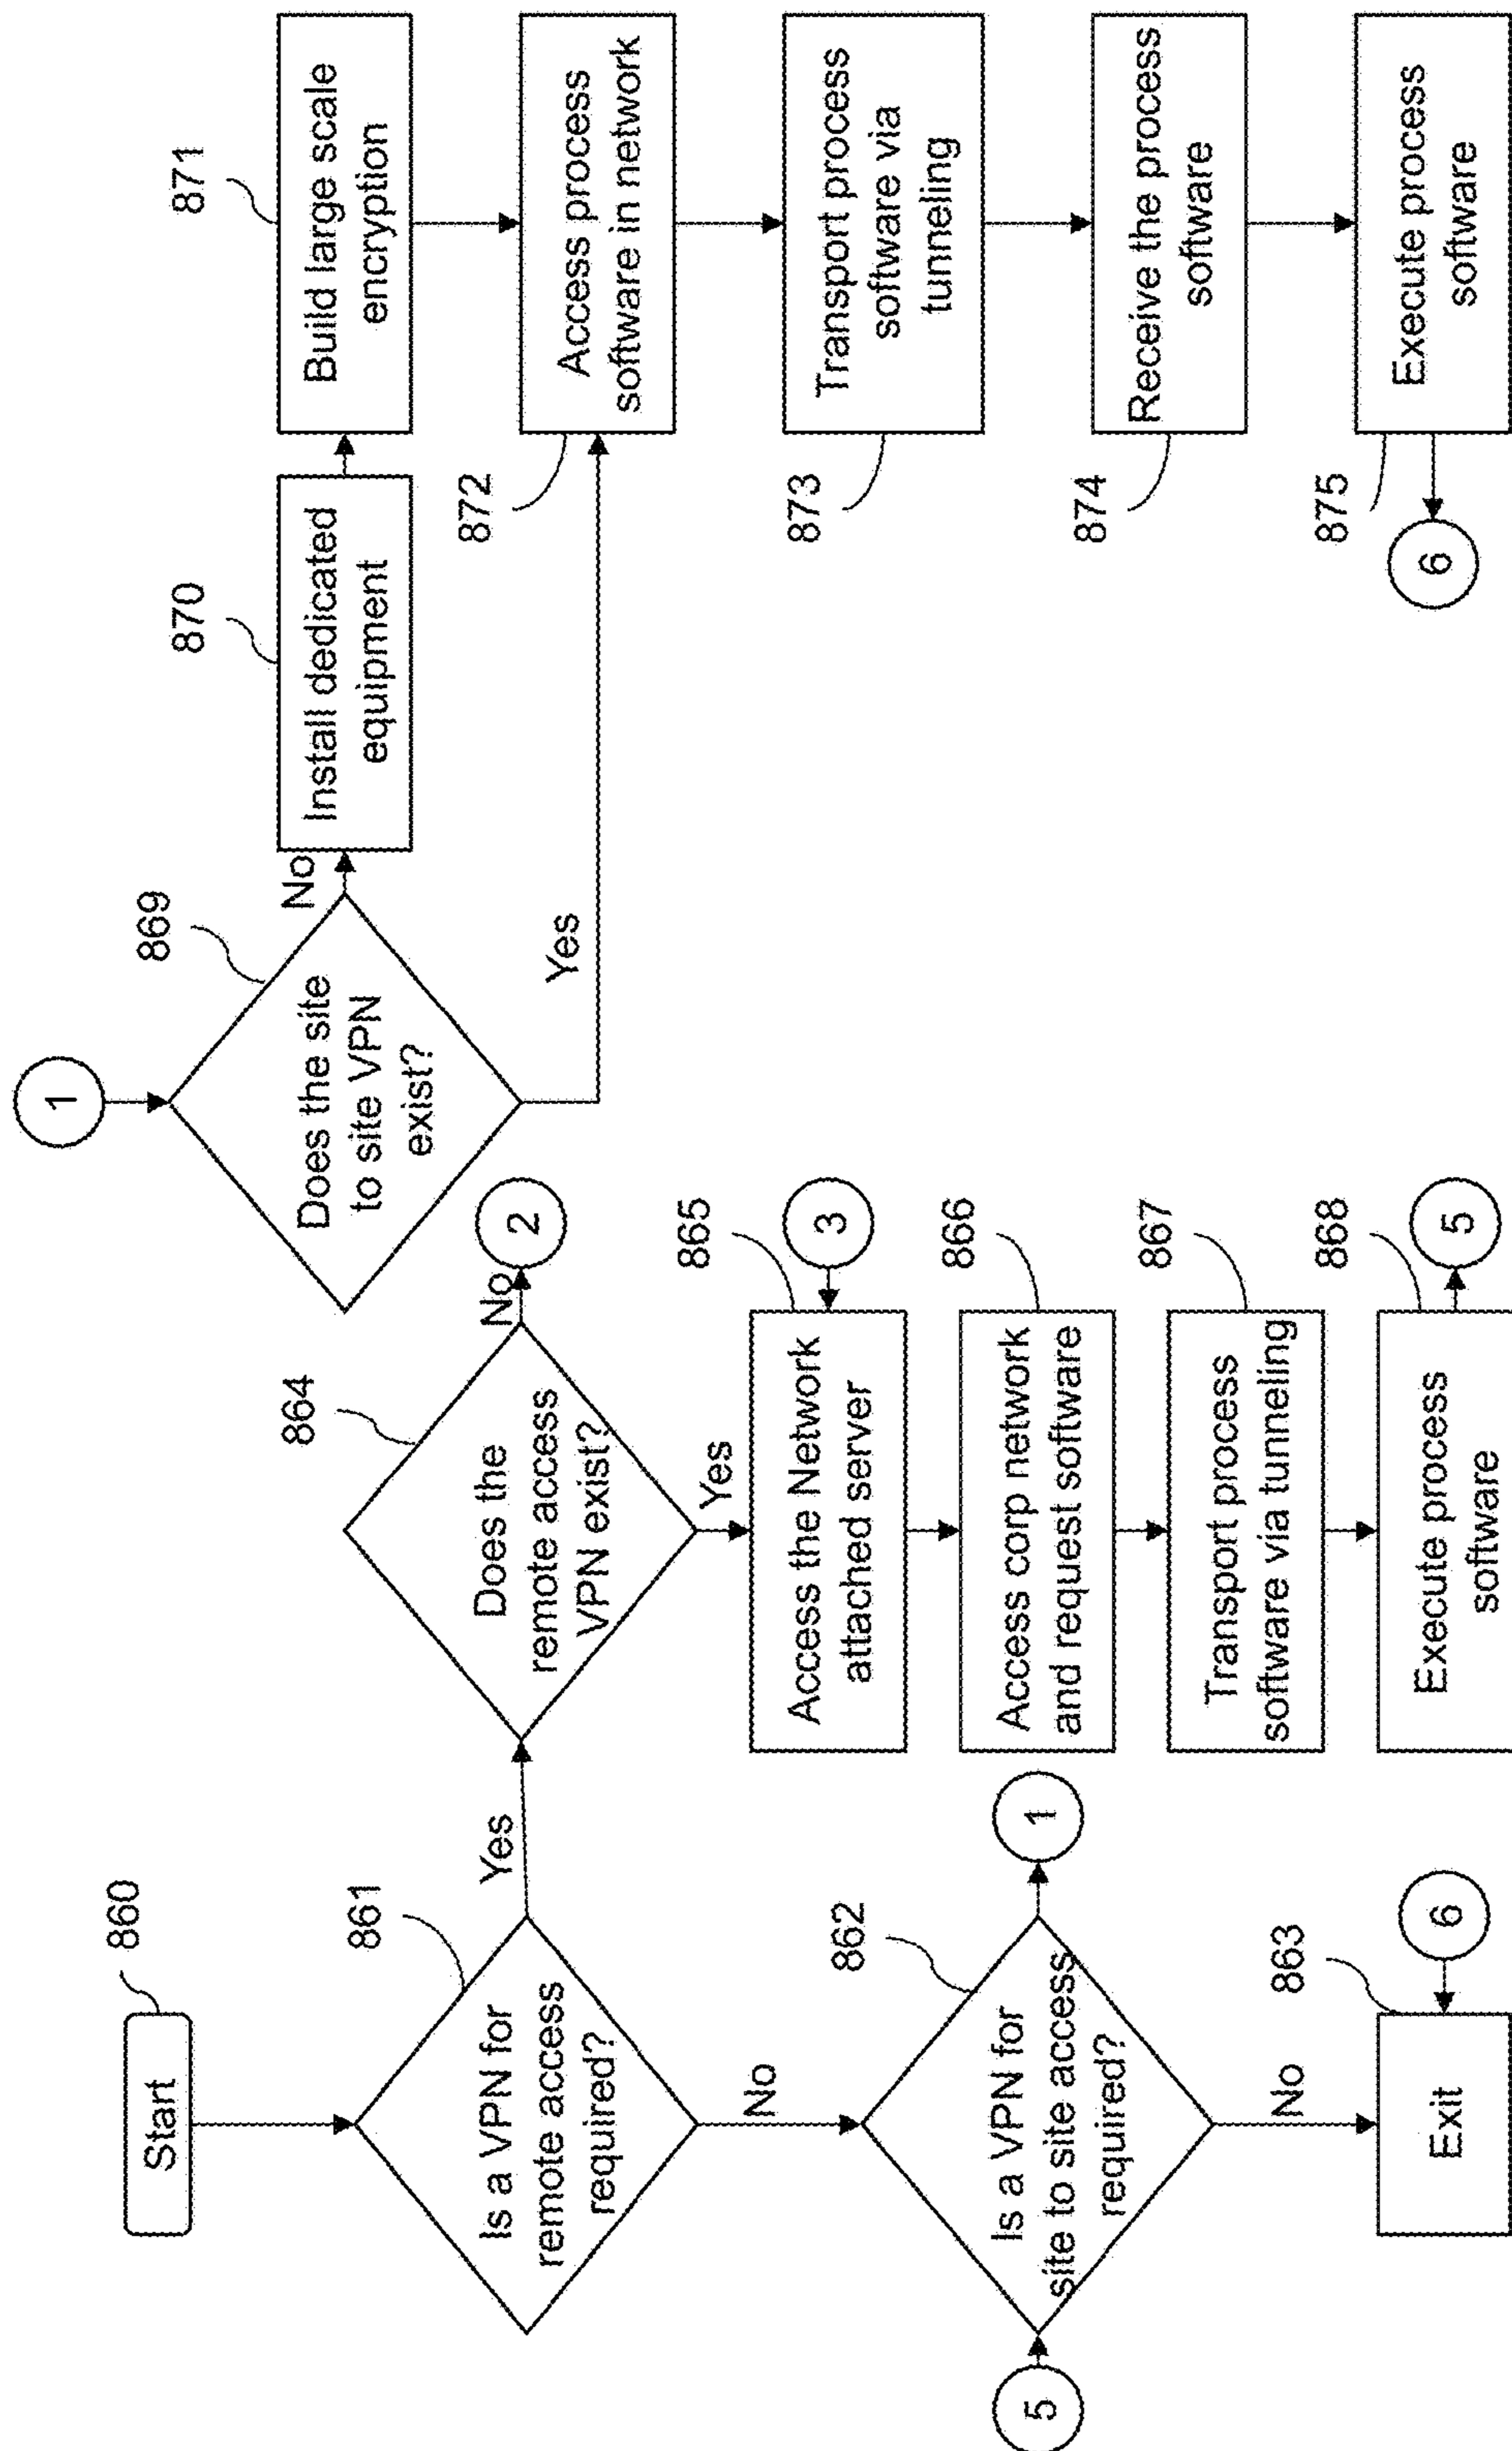 860
Start
861
Is a VPN for
remote access
required?
Yes
No
862
Is a VPN for
site to site access
required?
5
1
No
863
Exit
6
864
Does the
remote access
VPN exist?
No
2
Yes
865
Access the Network
attached server
3
866
Access corp network
and request software
867
Transport process
software via tunneling
868
Execute process
software
5
1
869
Does the site
to site VPN
exist?
No
Yes
870
Install dedicated
equipment
871
Build large scale
encryption
872
Access process
software in network
873
Transport process
software via
tunneling
874
Receive the process
software
875
Execute process
software
6